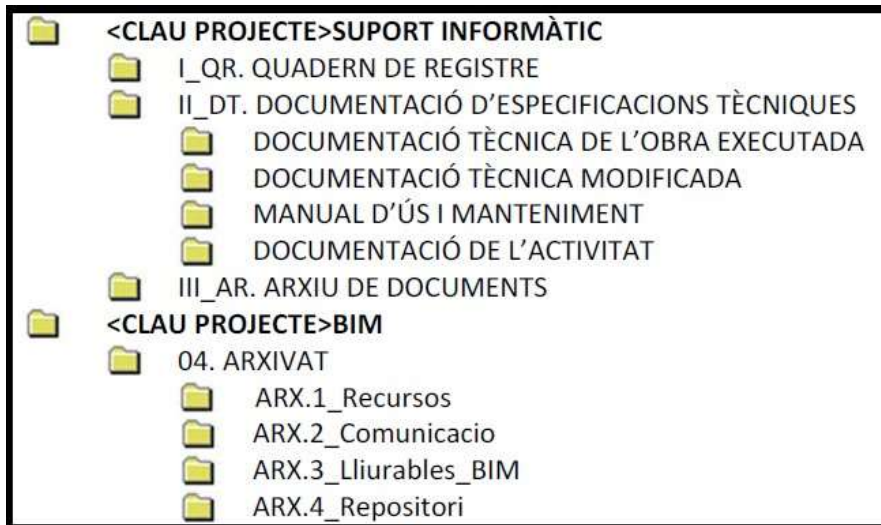 <CLAU PROJECTE>SUPORT INFORMÀTIC
I_QR. QUADERN DE REGISTRE
II_DT. DOCUMENTACIÓ D’ESPECIFICACIONS TÈCNIQUES
DOCUMENTACIÓ TÈCNICA DE L’OBRA EXECUTADA
DOCUMENTACIÓ TÈCNICA MODIFICADA
MANUAL D’ÚS I MANTENIMENT
DOCUMENTACIÓ DE L’ACTIVITAT
III_AR. ARXIU DE DOCUMENTS
<CLAU PROJECTE>BIM
04. ARXIVAT
ARX.1_Recursos
ARX.2_Comunicacio
ARX.3_Lliurables_BIM
ARX.4_Repositori